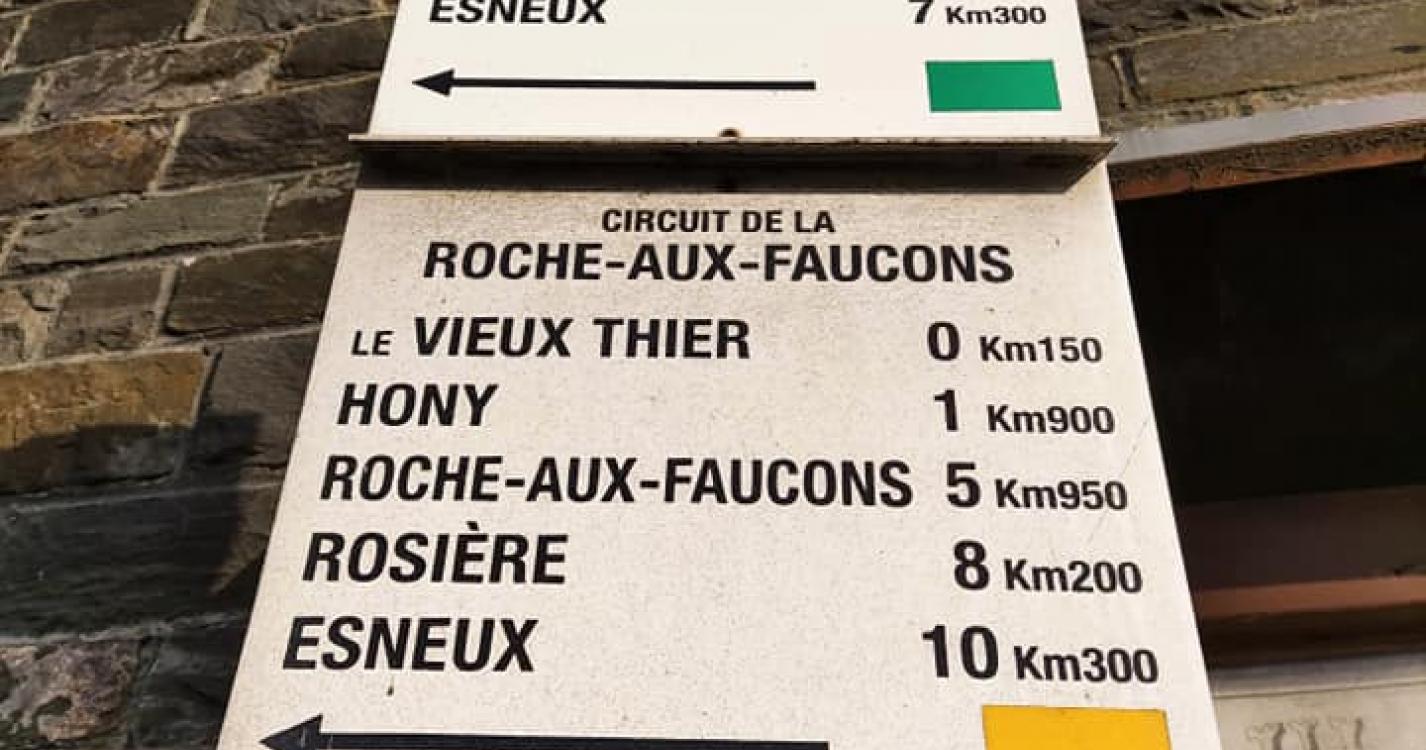 ESNEUX 7 Km300
CIRCUIT DE LA
ROCHE-AUX-FAUCONS
LE VIEUX THIER 0 Km150
HONY 1 Km900
ROCHE-AUX-FAUCONS 5 Km950
ROSIÈRE 8 Km200
ESNEUX 10 Km300